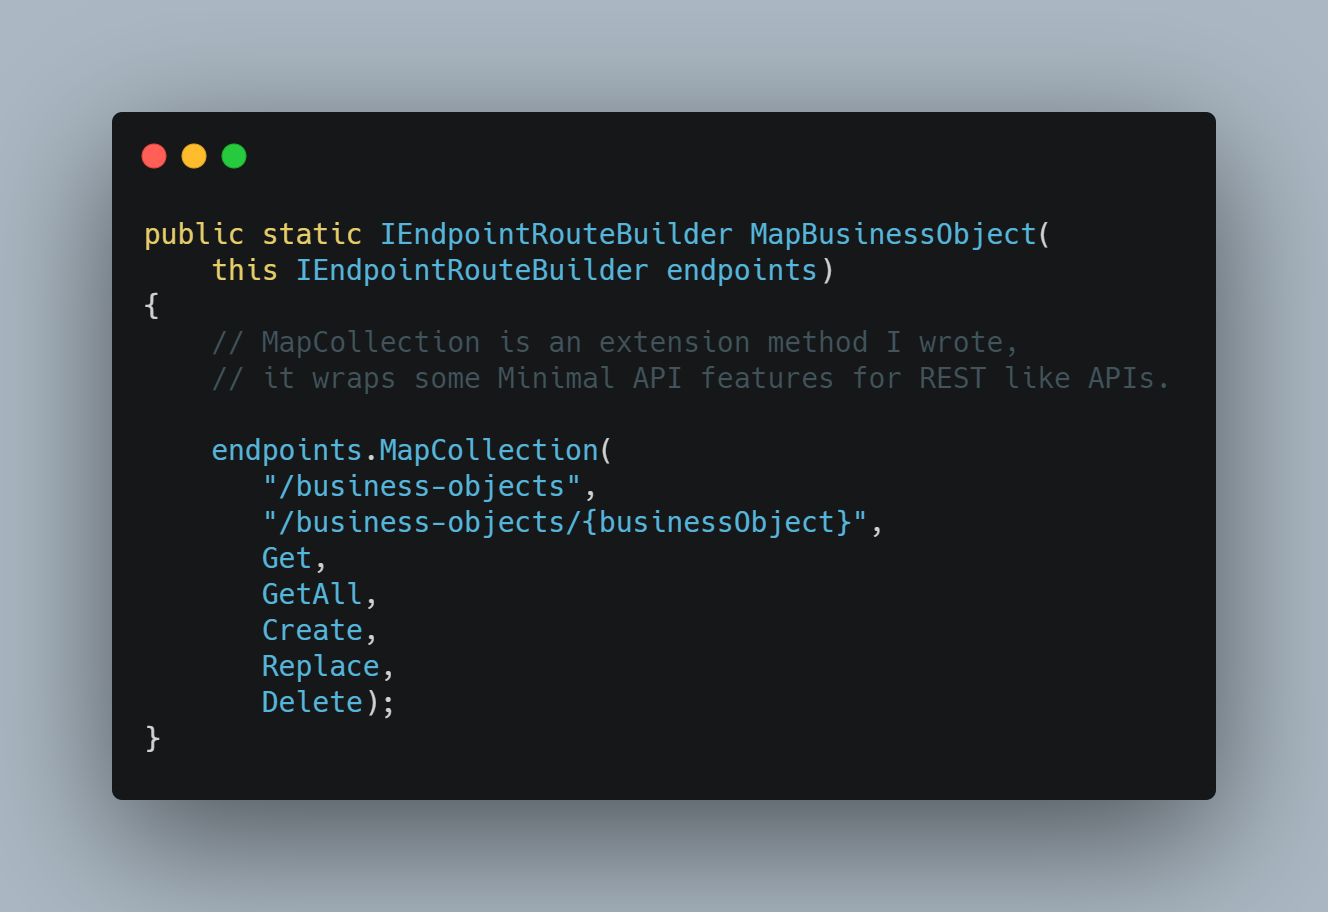 public static IEndpointRouteBuilder MapBusinessObject(
    this IEndpointRouteBuilder endpoints)
{
    // MapCollection is an extension method I wrote,
    // it wraps some Minimal API features for REST like APIs.

    endpoints.MapCollection(
       "/business-objects",
       "/business-objects/{businessObject}",
       Get,
       GetAll,
       Create,
       Replace,
       Delete);
}